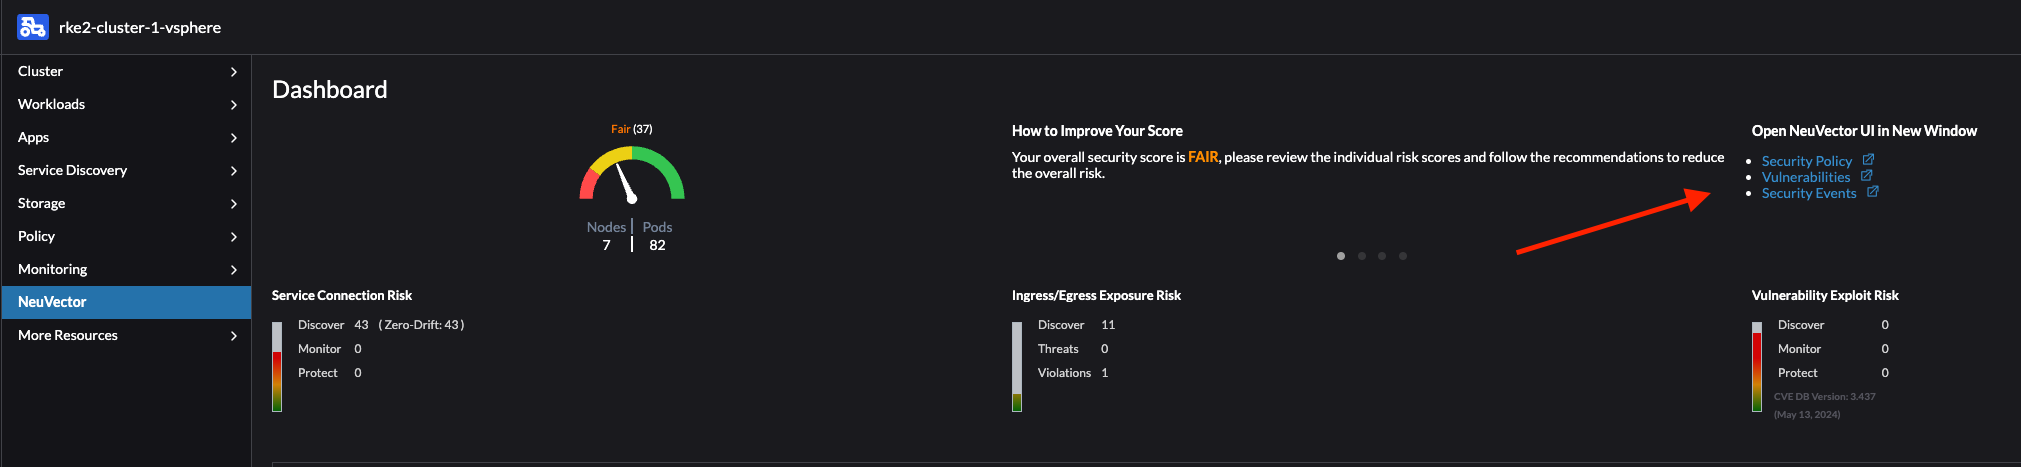 rke2-cluster-1-vsphere
Cluster
Workloads
Apps
Service Discovery
Storage
Policy
Monitoring
NeuVector
More Resources
Dashboard
Fair (37)
Nodes | Pods
7 | 82
How to Improve Your Score
Your overall security score is FAIR, please review the individual risk scores and follow the recommendations to reduce
the overall risk.
Open NeuVector UI in New Window
Security Policy
Vulnerabilities
Security Events
Service Connection Risk
Discover 43 ( Zero-Drift: 43 )
Monitor 0
Protect 0
Ingress/Egress Exposure Risk
Discover 11
Threats 0
Violations 1
Vulnerability Exploit Risk
Discover 0
Monitor 0
Protect 0
CVE DB Version: 3.437
(May 13, 2024)